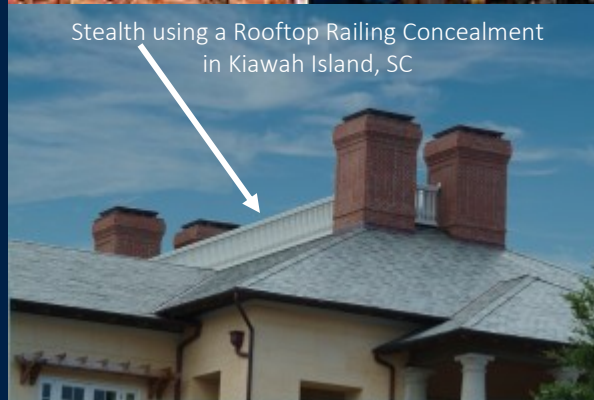 Stealth using a Rooftop Railing Concealment
in Kiawah Island, SC